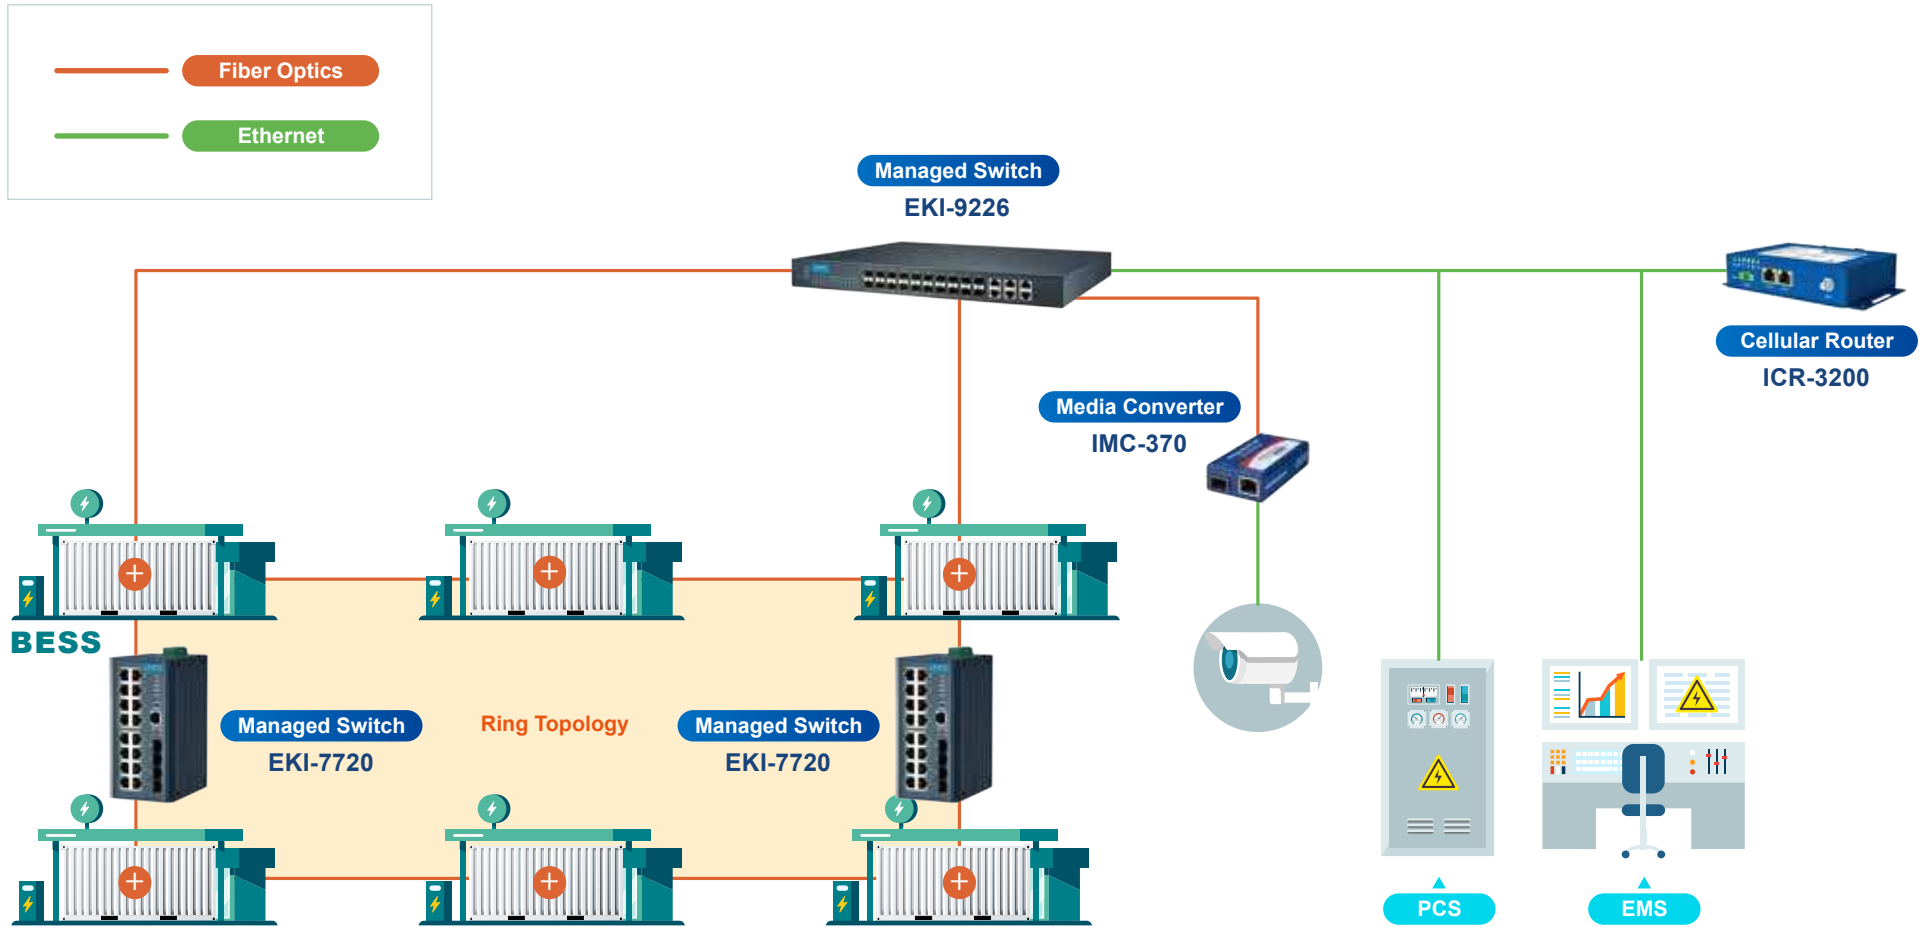 Fiber Optics
Ethernet
Managed Switch
EKI-9226
Cellular Router
ICR-3200
Media Converter
IMC-370
BESS
Managed Switch
EKI-7720
Ring Topology
Managed Switch
EKI-7720
PCS
EMS